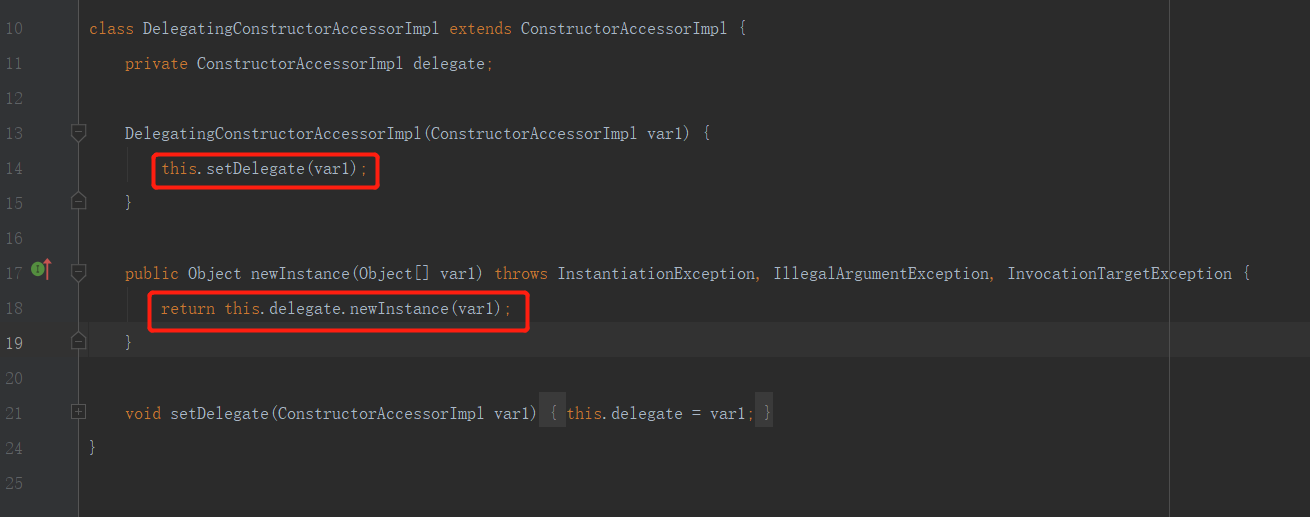 10 class DelegatingConstructorAccessorImpl extends ConstructorAccessorImpl {
11 private ConstructorAccessorImpl delegate;
12
13 DelegatingConstructorAccessorImpl(ConstructorAccessorImpl var1) {
14 this.setDelegate(var1);
15 }
16
17 public Object newInstance(Object[] var1) throws InstantiationException, IllegalArgumentException, InvocationTargetException {
18 return this.delegate.newInstance(var1);
19 }
20
21 void setDelegate(ConstructorAccessorImpl var1) { this.delegate = var1; }
24 }
25